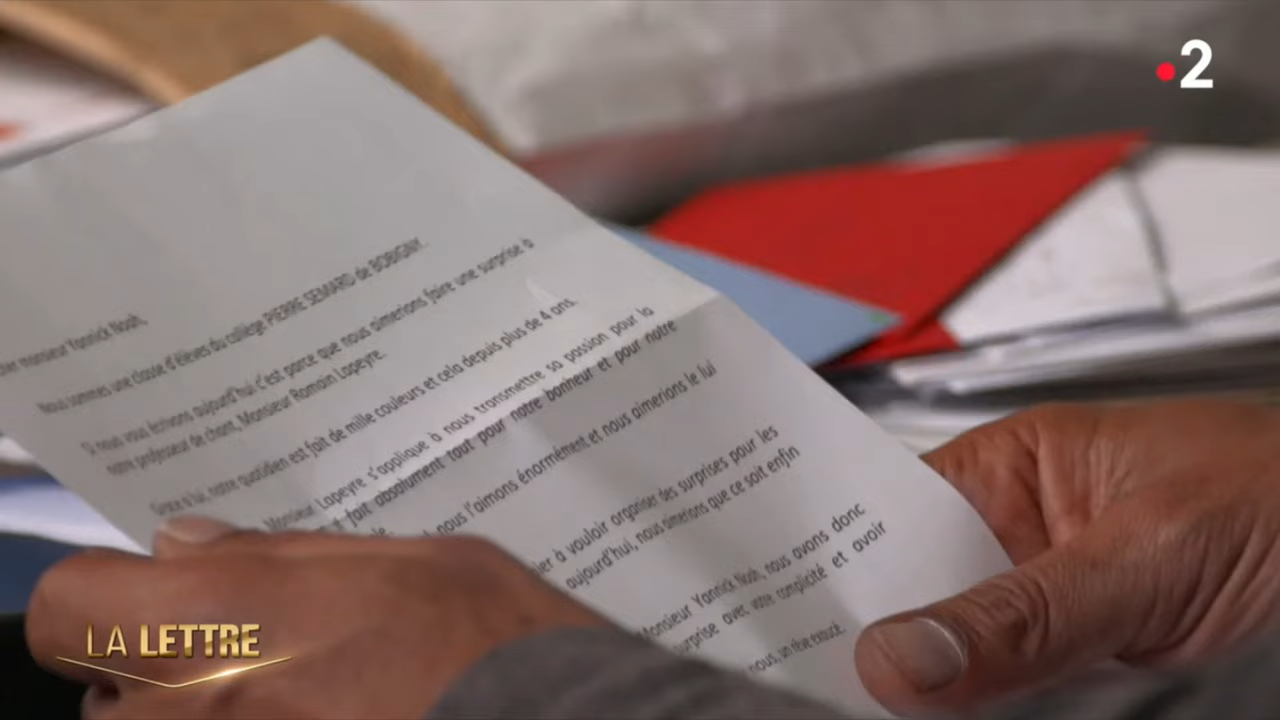 2
cher monsieur Yannick Noah,
Nous sommes une classe d'élèves du collège PIERRE SEMARD de BOBIGNY.
Si nous vous écrivons aujourd'hui c'est parce que nous aimerions faire une surprise à
notre professeur de chant, Monsieur Romain Lapeyre.
Grâce à lui, notre quotidien est fait de mille couleurs et cela depuis plus de 4 ans.
Monsieur Lapeyre s'applique à nous transmettre sa passion pour la
fait absolument tout pour notre bonheur et pour notre
nous l'aimons énormément et nous aimerions le lui
à vouloir organiser des surprises pour les
aujourd'hui, nous aimerions que ce soit enfin
Monsieur Yannick Noah, nous avons donc
surprise avec votre complicité et avoir
nous, un rêve exaucé.
LA LETTRE